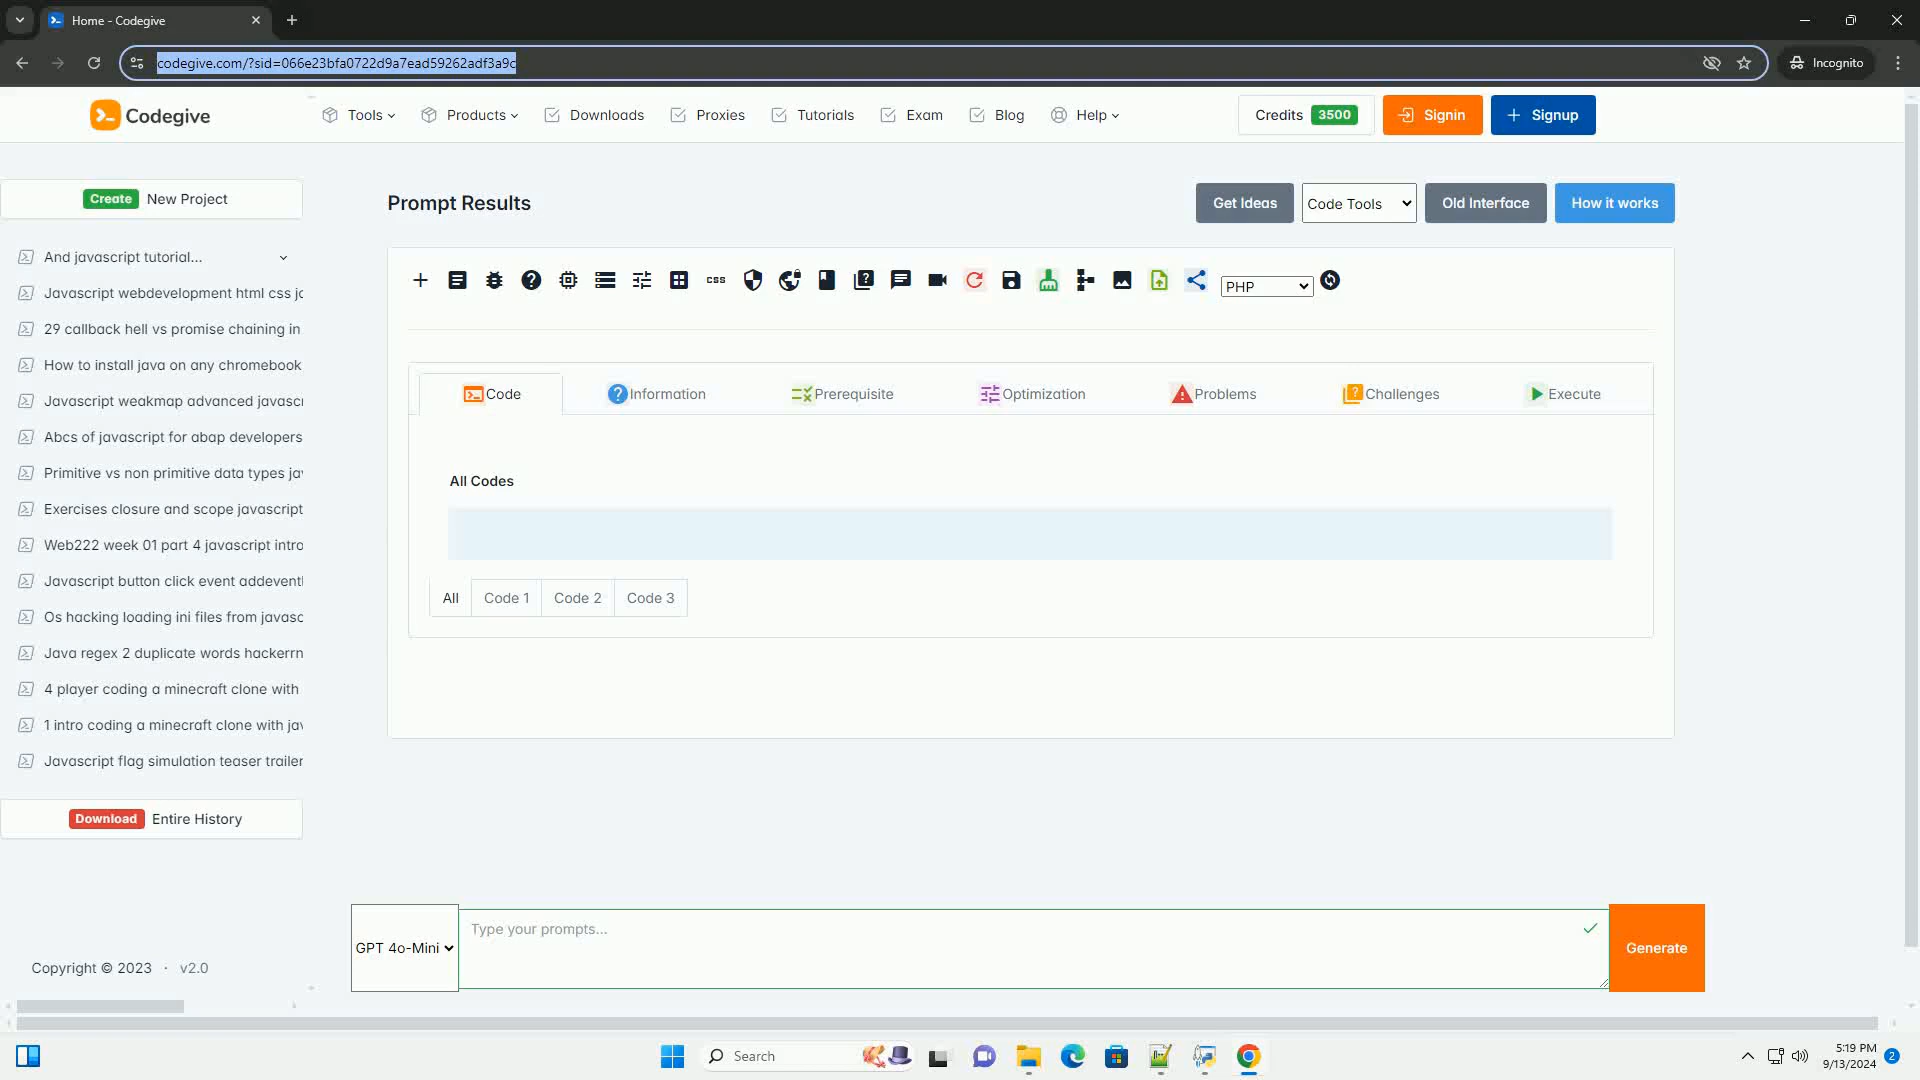 Home - Codegive
codegive.com/?sid=066e23bfa0722d9a7ead59262adf3a9c
Incognito
Codegive
Tools
Products
Downloads
Proxies
Tutorials
Exam
Blog
Help
Credits 3500
Signin
Signup
Create New Project
And javascript tutorial...
Javascript webdevelopment html css jc
29 callback hell vs promise chaining in
How to install java on any chromebook
Javascript weakmap advanced javascr
Abcs of javascript for abap developers
Primitive vs non primitive data types jav
Exercises closure and scope javascript
Web222 week 01 part 4 javascript intro
Javascript button click event addeventl
Os hacking loading ini files from javasc
Java regex 2 duplicate words hackerrn
4 player coding a minecraft clone with
1 intro coding a minecraft clone with jav
Javascript flag simulation teaser trailer
Download Entire History
Copyright © 2023 · v2.0
Prompt Results
Get Ideas
Code Tools
Old Interface
How it works
css
PHP
Code
Information
Prerequisite
Optimization
Problems
Challenges
Execute
All Codes
All
Code 1
Code 2
Code 3
GPT 4o-Mini
Type your prompts...
Generate
Search
5:19 PM
9/13/2024
2